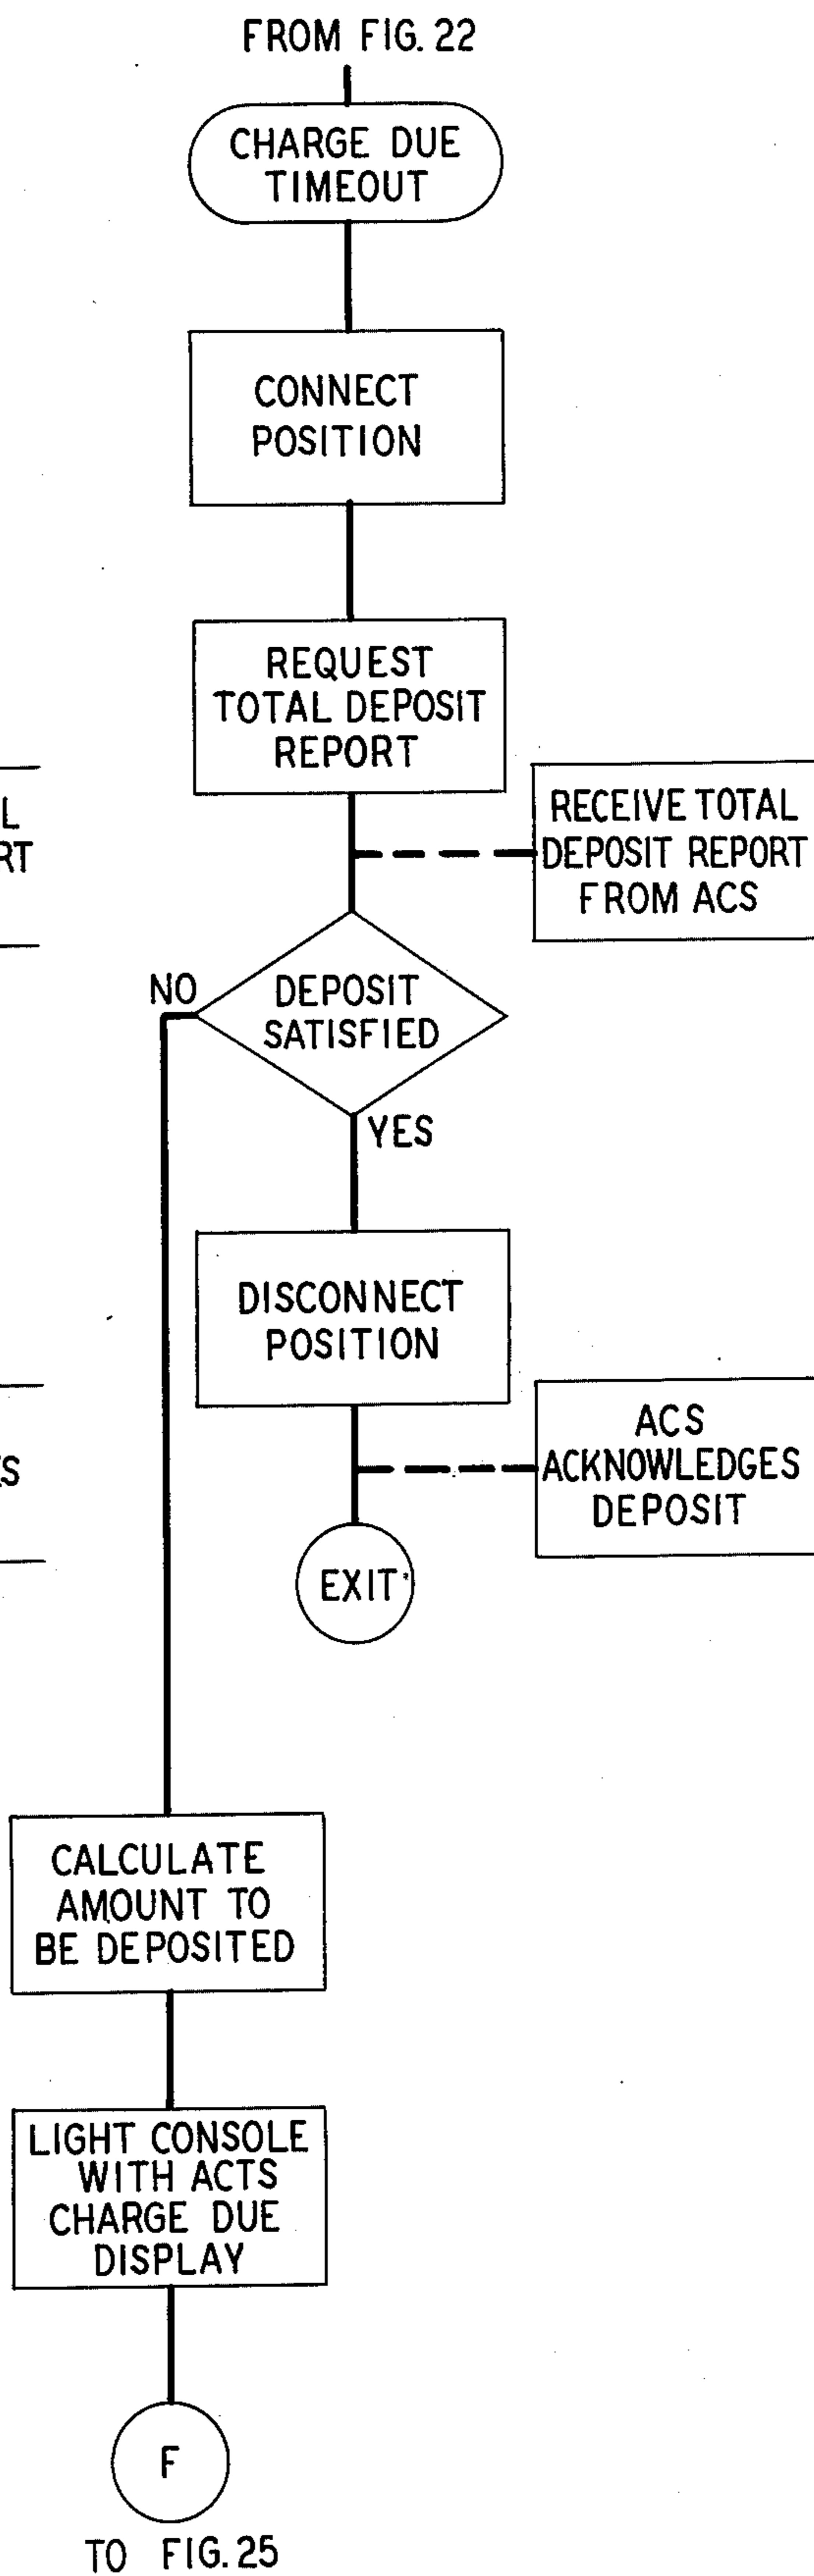 FROM FIG. 22
CHARGE DUE
TIMEOUT
CONNECT
POSITION
REQUEST
TOTAL DEPOSIT
REPORT
RECEIVE TOTAL
DEPOSIT REPORT
FROM ACS
NO
DEPOSIT
SATISFIED
YES
DISCONNECT
POSITION
ACS
ACKNOWLEDGES
DEPOSIT
EXIT
CALCULATE
AMOUNT TO
BE DEPOSITED
LIGHT CONSOLE
WITH ACTS
CHARGE DUE
DISPLAY
F
TO FIG. 25